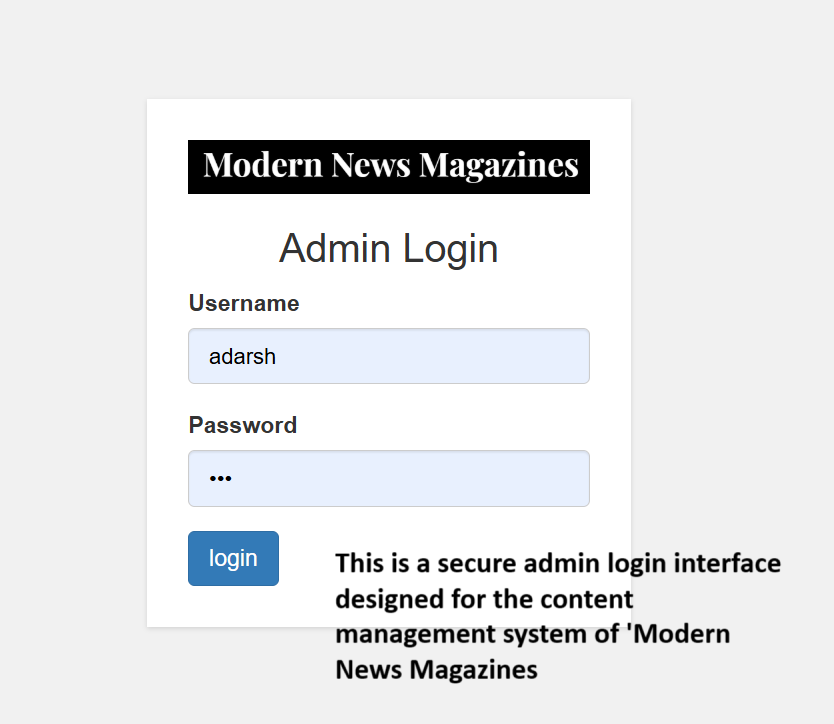 Modern News Magazines
Admin Login
Username
adarsh
Password
•••
login
This is a secure admin login interface
designed for the content
management system of 'Modern
News Magazines